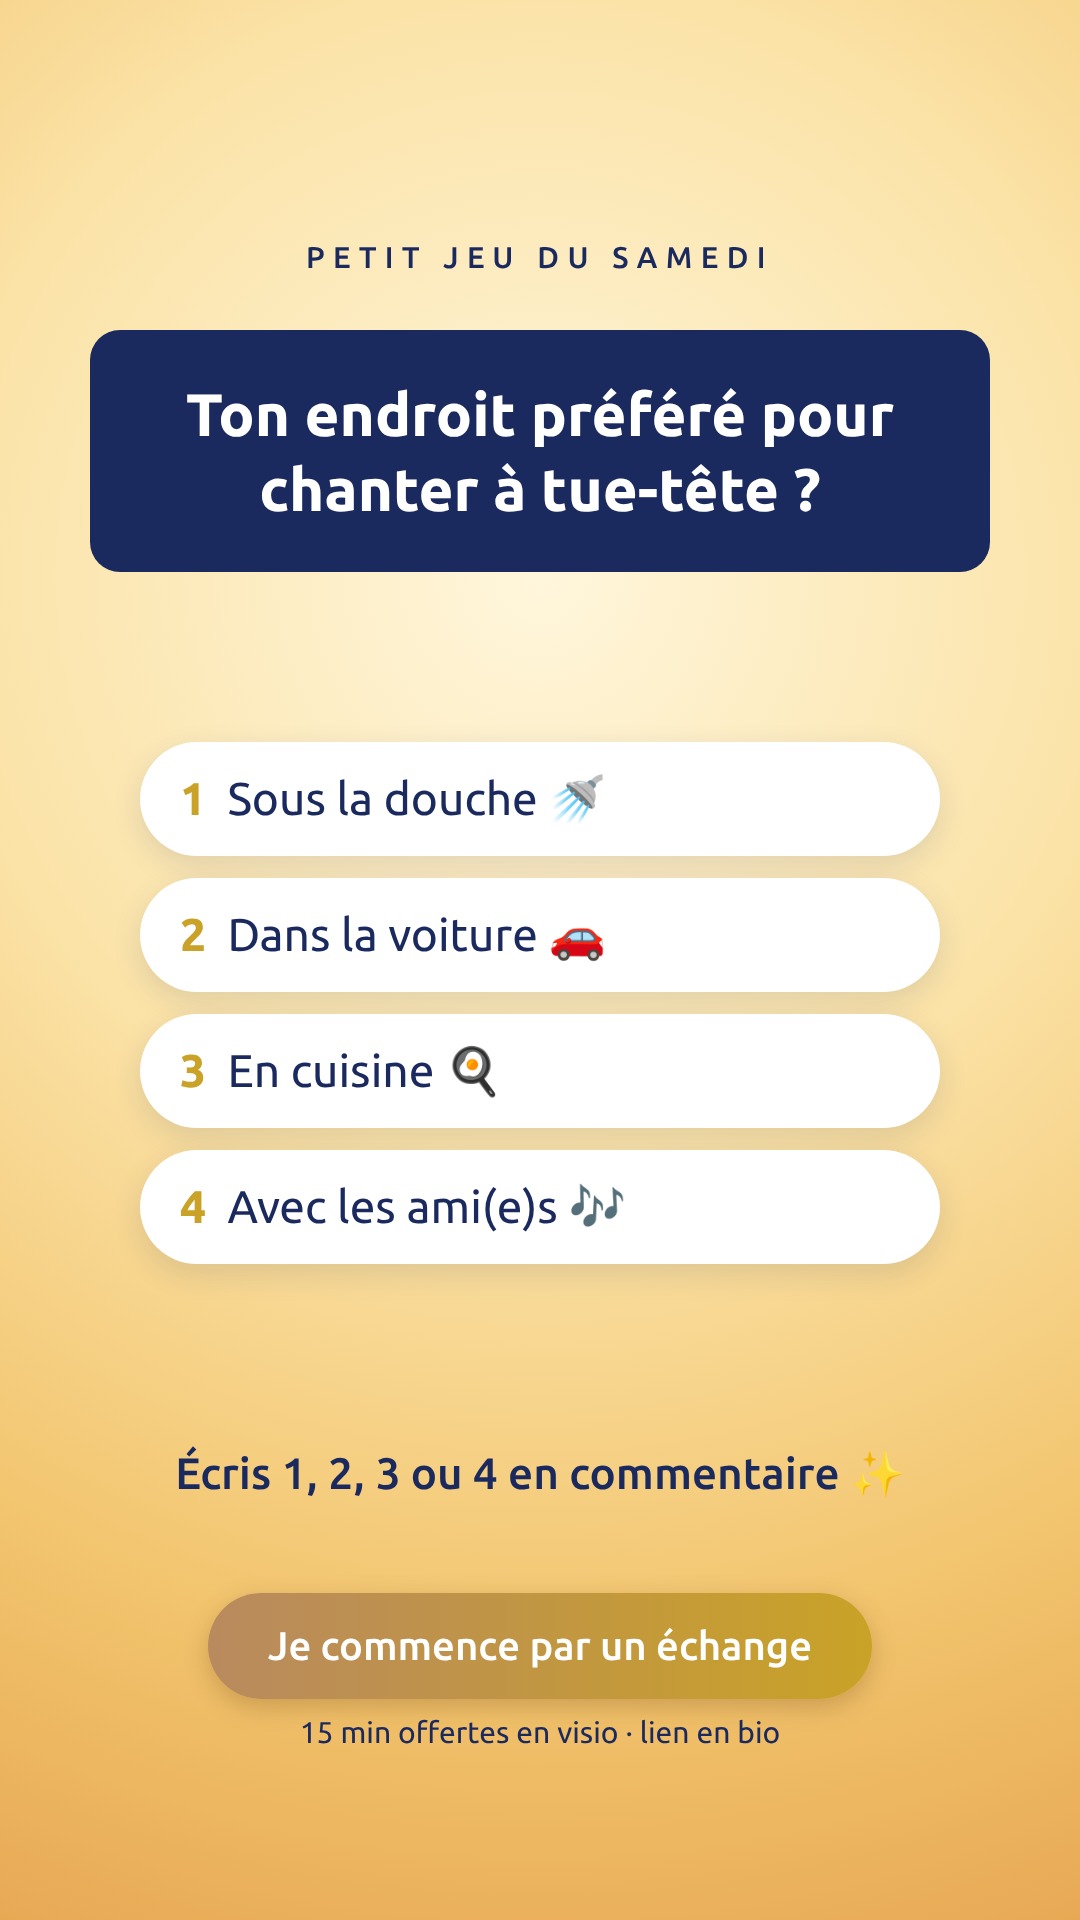 PETIT JEU DU SAMEDI
Ton endroit préféré pour
chanter à tue-tête ?
1 Sous la douche 🚿
2 Dans la voiture 🚗
3 En cuisine 🍳
4 Avec les ami(e)s 🎶
Écris 1, 2, 3 ou 4 en commentaire ✨
Je commence par un échange
15 min offertes en visio · lien en bio